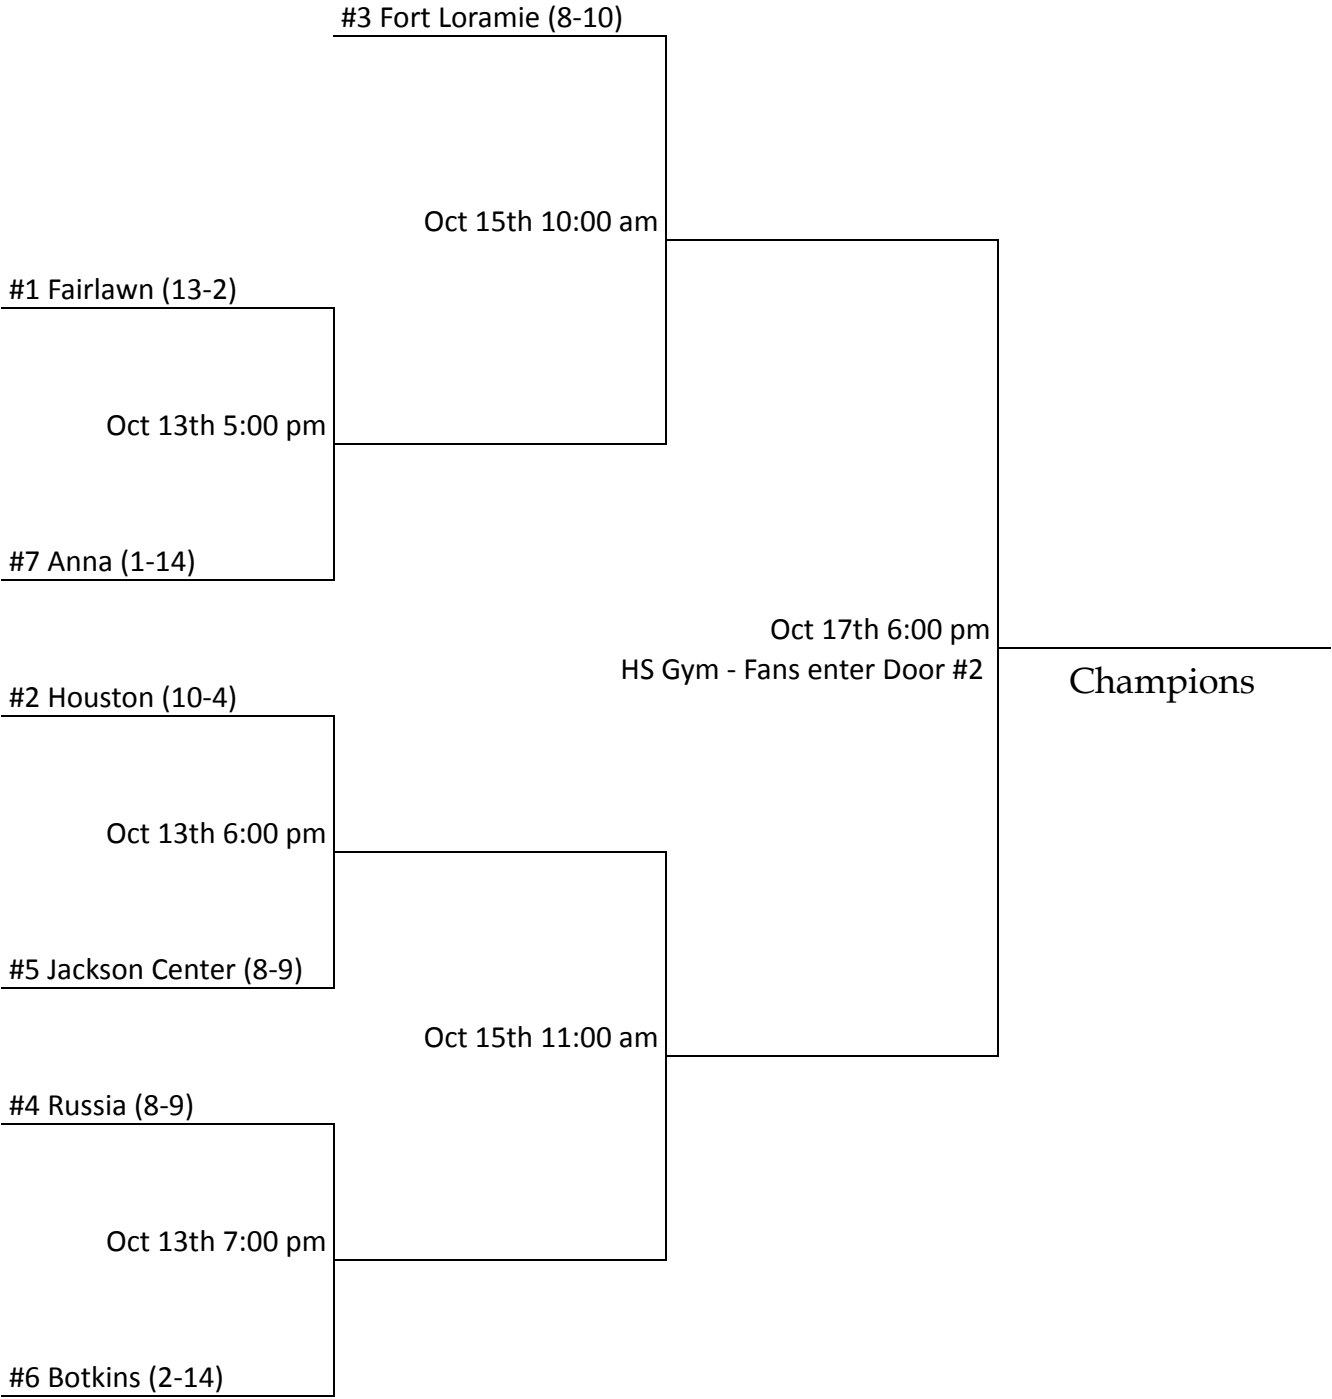 #3 Fort Loramie (8-10)
Oct 15th 10:00 am
#1 Fairlawn (13-2)
Oct 13th 5:00 pm
#7 Anna (1-14)
Oct 17th 6:00 pm
HS Gym - Fans enter Door #2
Champions
#2 Houston (10-4)
Oct 13th 6:00 pm
#5 Jackson Center (8-9)
Oct 15th 11:00 am
#4 Russia (8-9)
Oct 13th 7:00 pm
#6 Botkins (2-14)